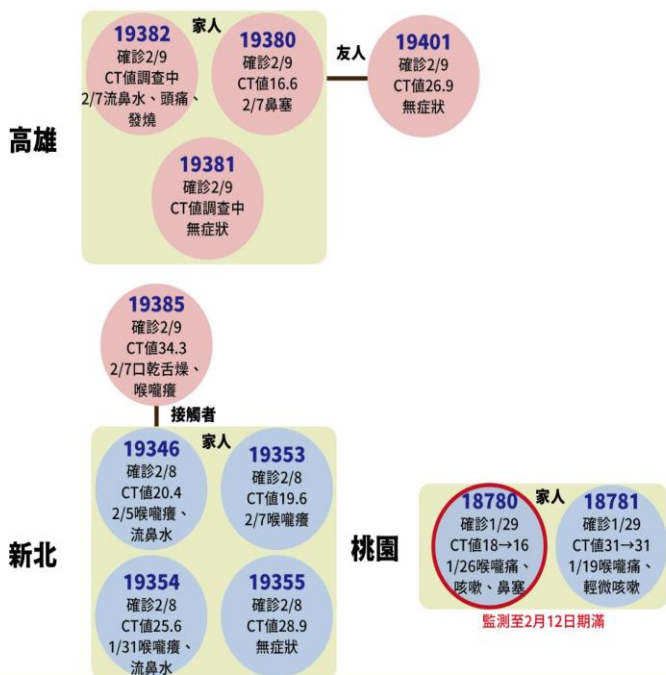 家人
19382
確診2/9
CT值調查中
2/7流鼻水、頭痛、
發燒
19380
確診2/9
CT值16.6
2/7鼻塞
友人
19401
確診2/9
CT值26.9
無症狀
高雄
19381
確診2/9
CT值調查中
無症狀
19385
確診2/9
CT值34.3
2/7口乾舌燥、
喉嚨癢
接觸者
家人
19346
確診2/8
CT值20.4
2/5喉嚨癢、
流鼻水
19353
確診2/8
CT值19.6
2/7喉嚨癢
新北
19354
確診2/8
CT值25.6
1/31喉嚨癢、
流鼻水
19355
確診2/8
CT值28.9
無症狀
桃園
家人
18780
確診1/29
CT值18→16
1/26喉嚨痛、
咳嗽、鼻塞
18781
確診1/29
CT值31→31
1/19喉嚨痛、
輕微咳嗽
監測至2月12日期滿